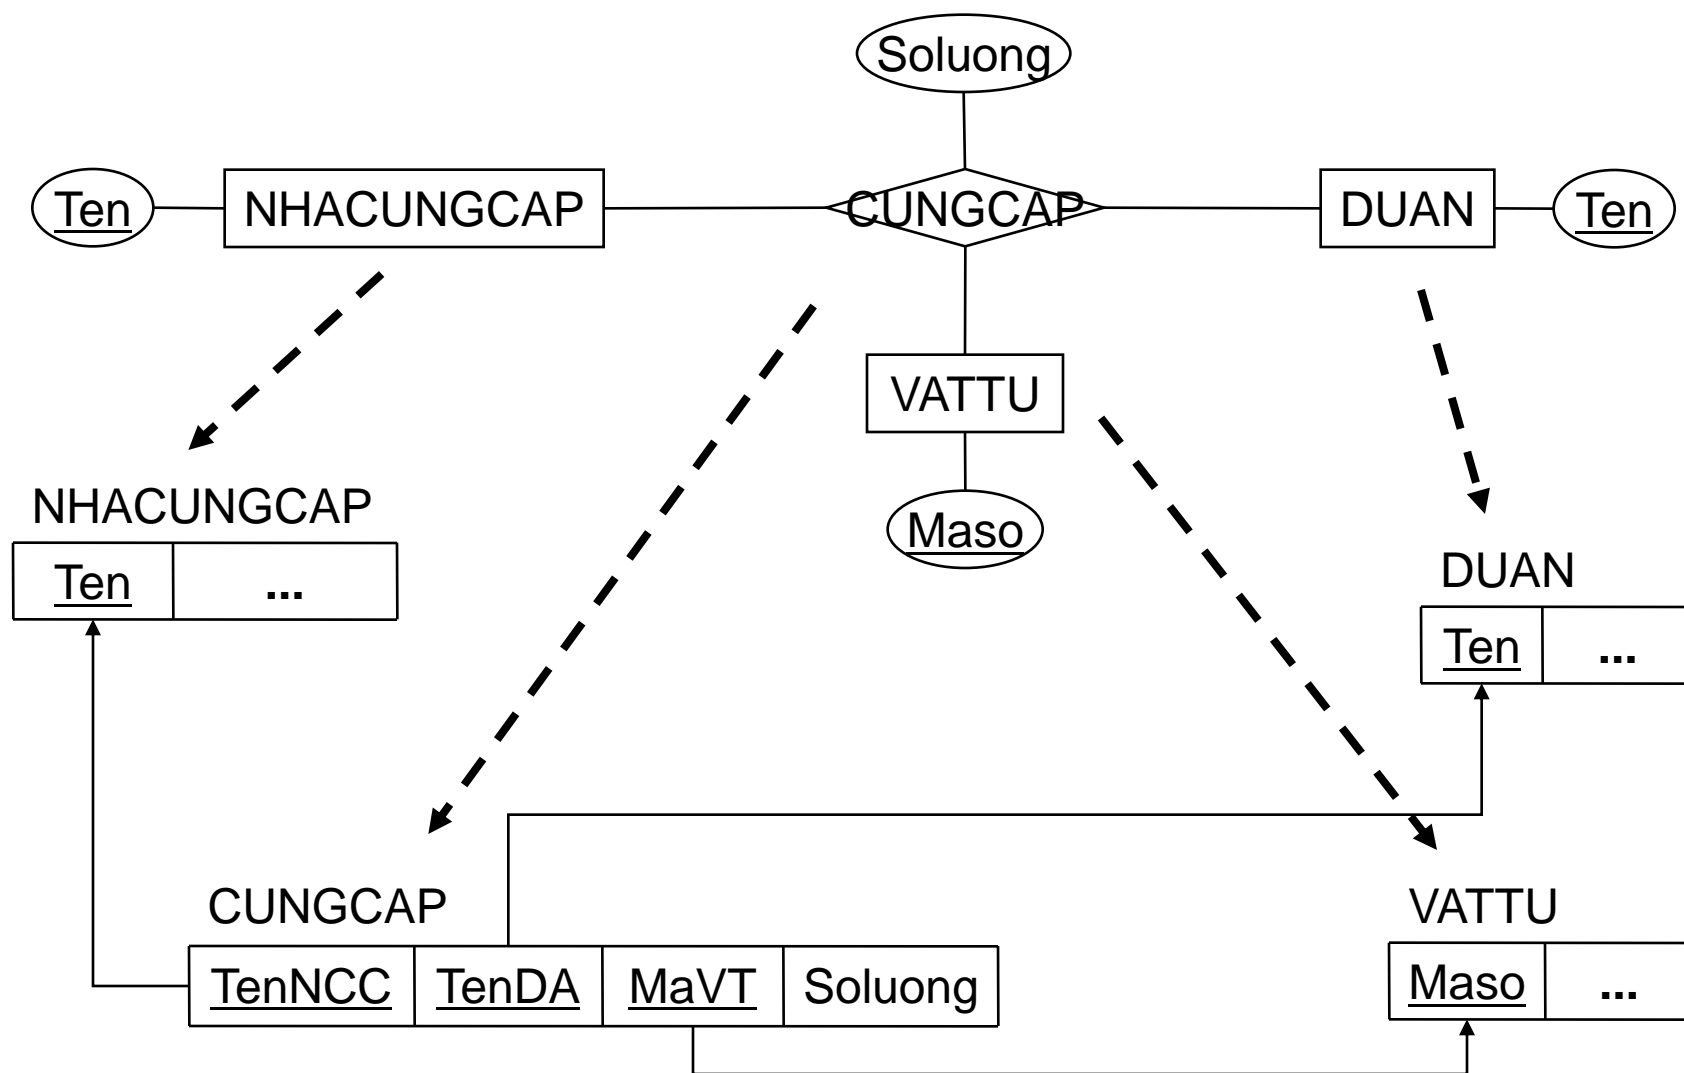 Soluong
Ten NHACUNGCAP CUNGCAP DUAN Ten
VATTU
NHACUNGCAP
Maso
Ten ...
DUAN
Ten ...
CUNGCAP
VATTU
TenNCC TenDA MaVT Soluong
Maso ...